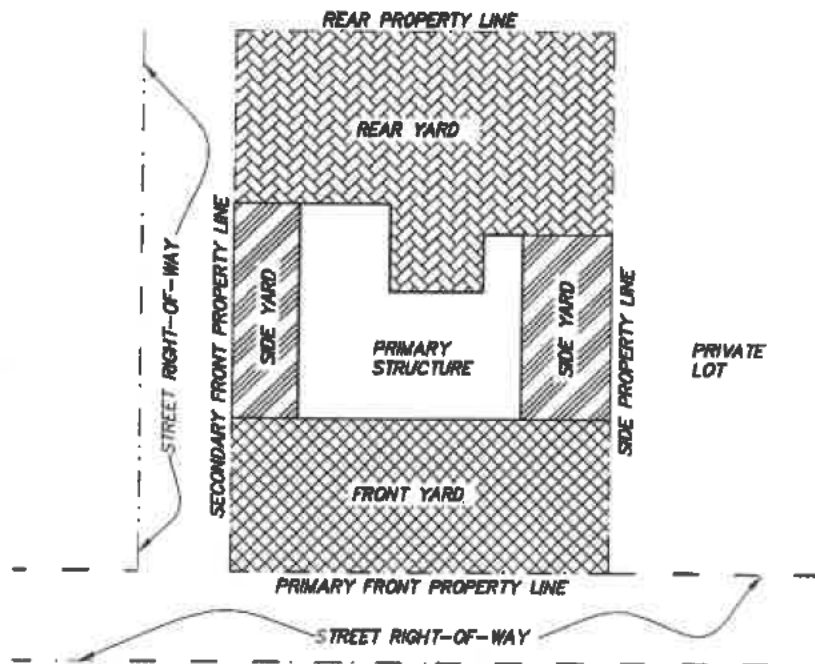 REAR PROPERTY LINE
REAR YARD
STREET RIGHT-OF-WAY
SECONDARY FRONT PROPERTY LINE
SIDE YARD
PRIMARY
STRUCTURE
SIDE YARD
SIDE PROPERTY LINE
PRIVATE
LOT
FRONT YARD
PRIMARY FRONT PROPERTY LINE
STREET RIGHT-OF-WAY